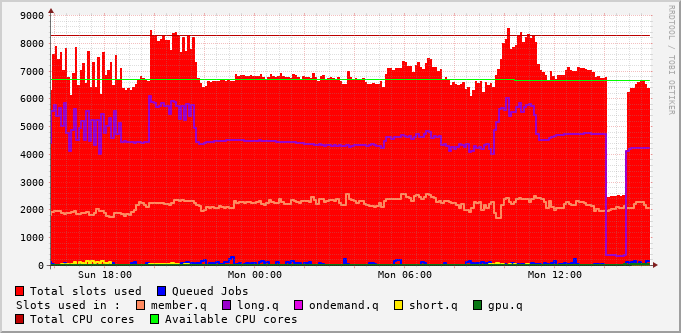 9000
8000
7000
6000
5000
4000
3000
2000
1000
0
Sun 18:00 Mon 00:00 Mon 06:00 Mon 12:00
RRDTOOL / TOBI OETIKER
Total slots used Queued Jobs
Slots used in : member.q long.q ondemand.q short.q gpu.q
Total CPU cores Available CPU cores